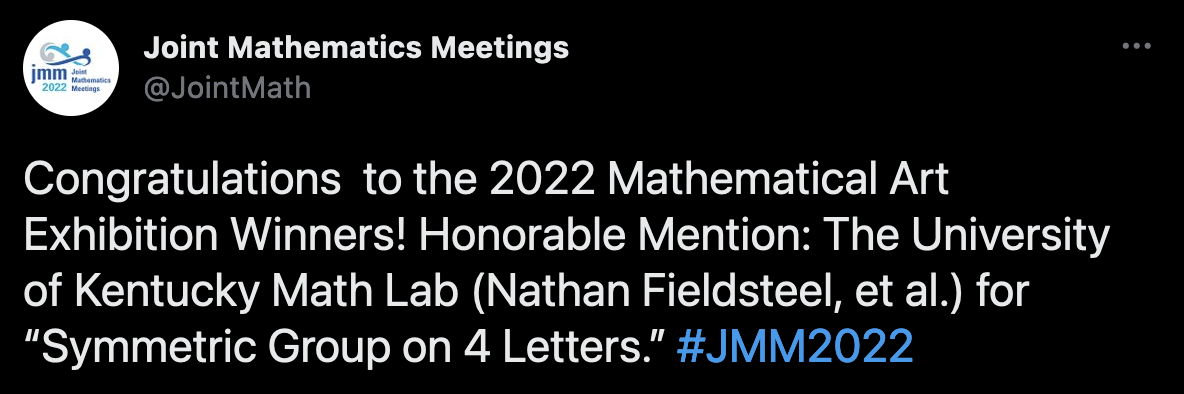 Joint Mathematics Meetings
@JointMath
jmm Joint
Mathematics
2022 Meetings
Congratulations  to the 2022 Mathematical Art
Exhibition Winners! Honorable Mention: The University
of Kentucky Math Lab (Nathan Fieldsteel, et al.) for
“Symmetric Group on 4 Letters.” #JMM2022